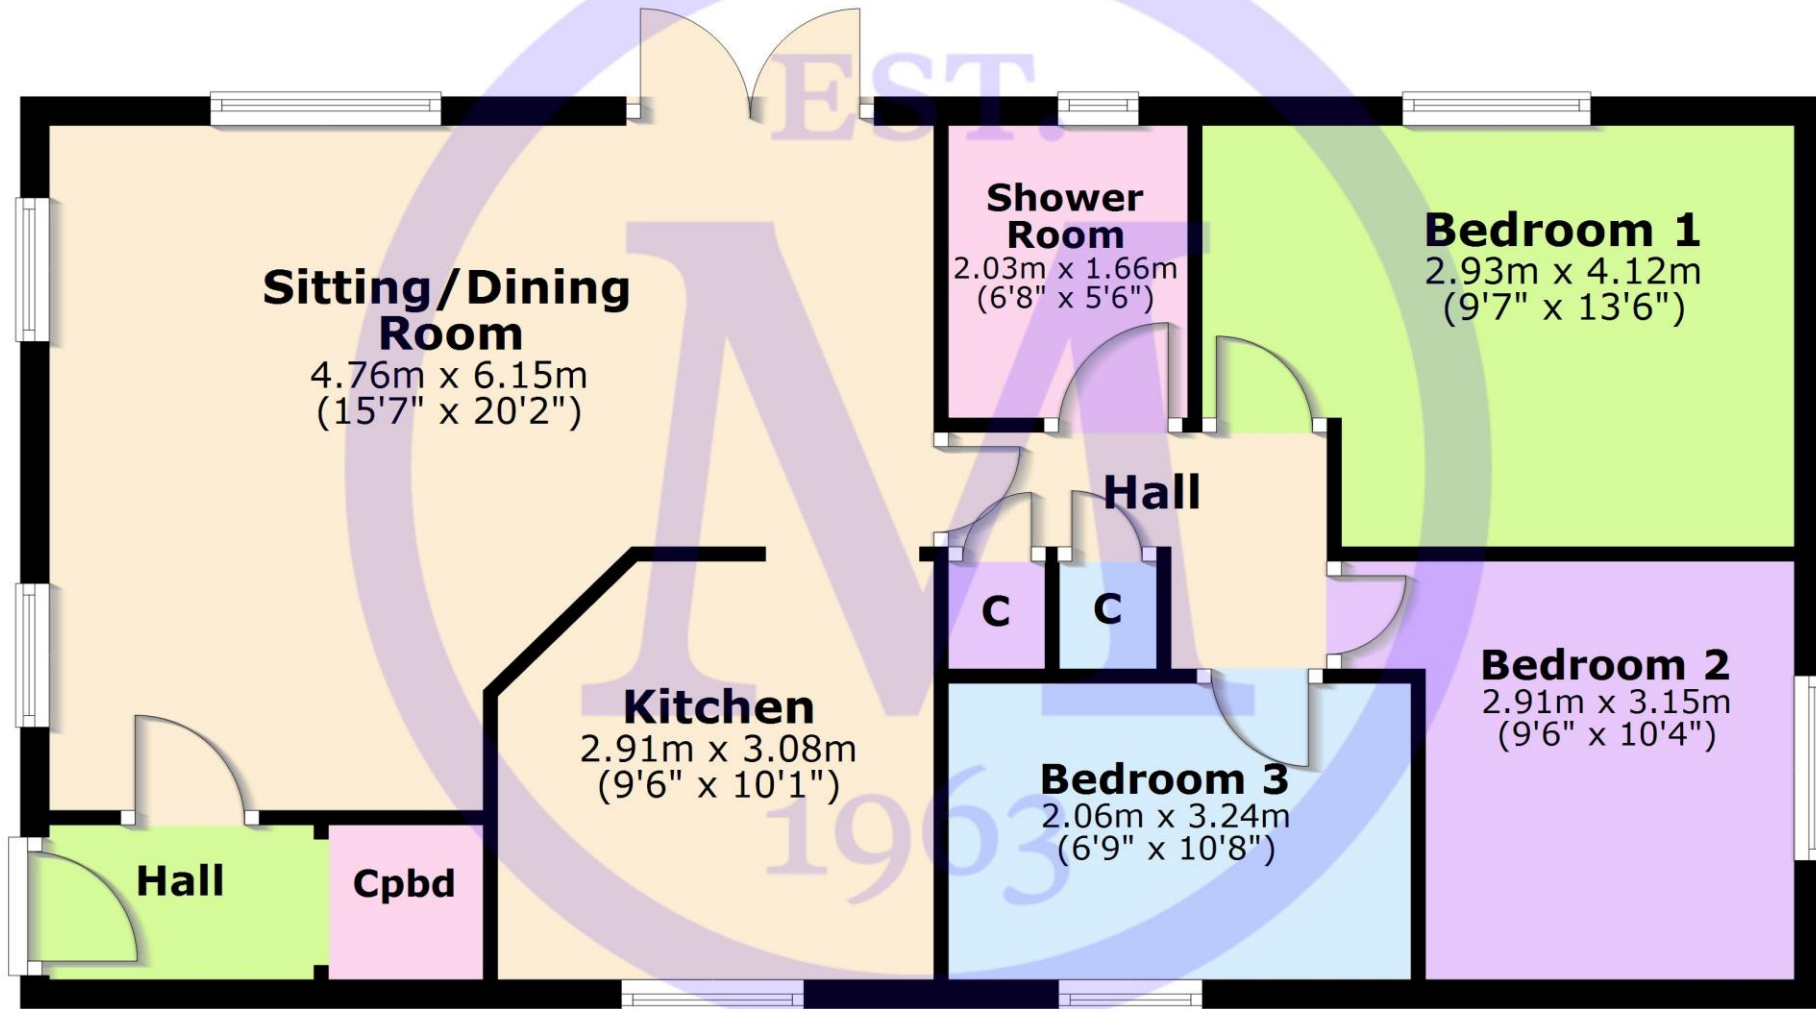 EST.
Shower
Room
2.03m x 1.66m
(6'8" x 5'6")
Bedroom 1
2.93m x 4.12m
(9'7" x 13'6")
Sitting/Dining
Room
4.76m x 6.15m
(15'7" x 20'2")
M
Hall
C
C
Bedroom 2
2.91m x 3.15m
(9'6" x 10'4")
Kitchen
2.91m x 3.08m
(9'6" x 10'1")
Bedroom 3
2.06m x 3.24m
(6'9" x 10'8")
1963
Hall
Cpbd